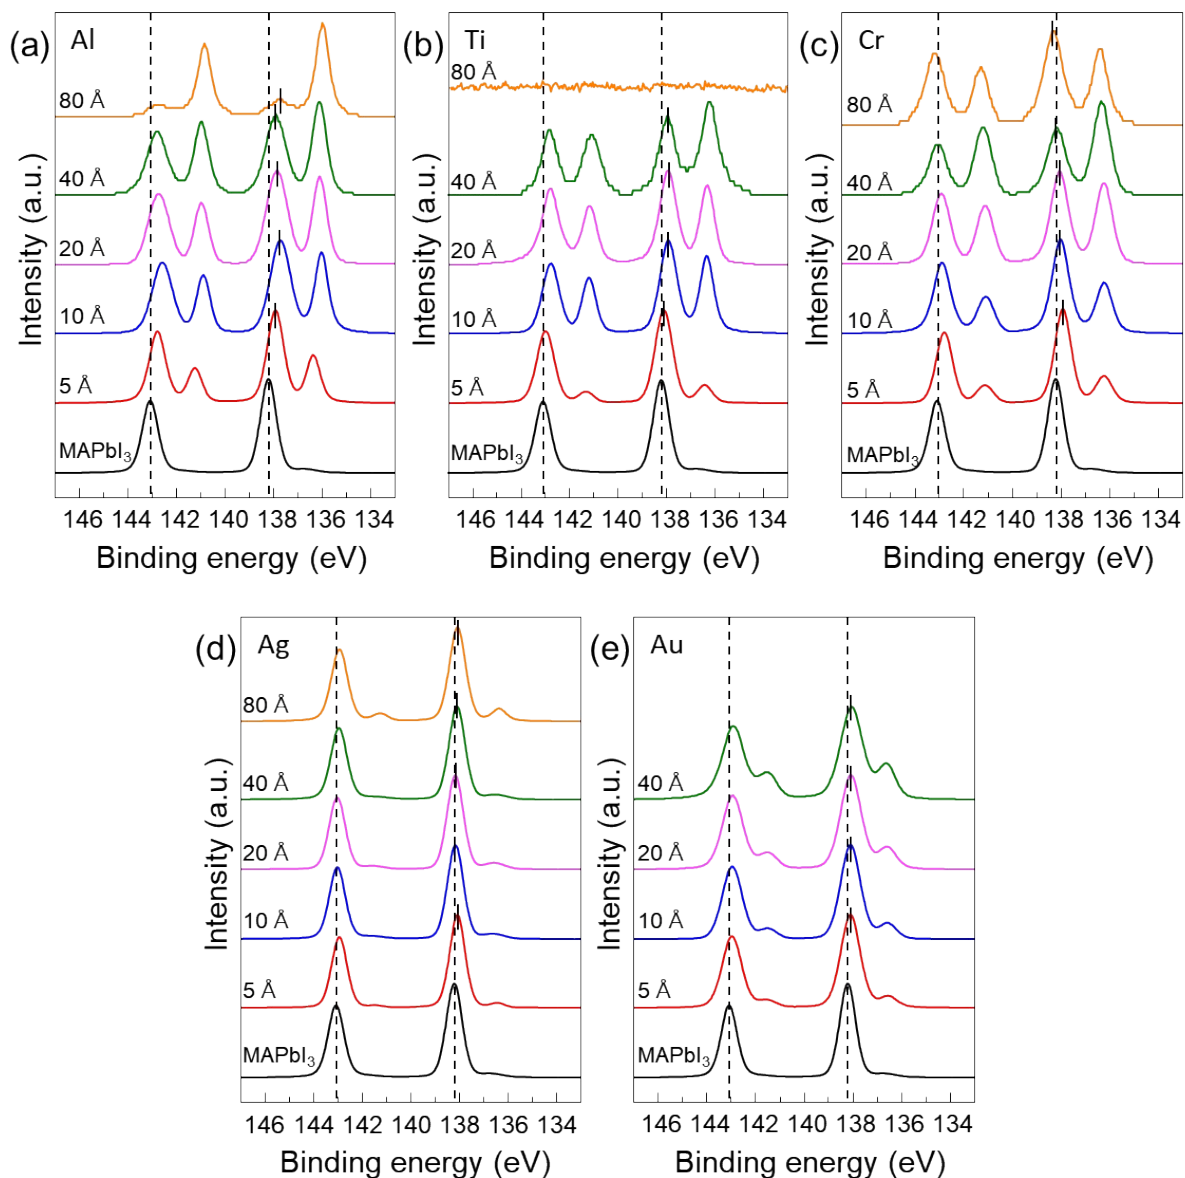 (a) Al
80 Å
40 Å
20 Å
10 Å
5 Å
MAPbI₃
Intensity (a.u.)
146 144 142 140 138 136 134
Binding energy (eV)
(b) Ti
80 Å
40 Å
20 Å
10 Å
5 Å
MAPbI₃
Intensity (a.u.)
146 144 142 140 138 136 134
Binding energy (eV)
(c) Cr
80 Å
40 Å
20 Å
10 Å
5 Å
MAPbI₃
Intensity (a.u.)
146 144 142 140 138 136 134
Binding energy (eV)
(d) Ag
80 Å
40 Å
20 Å
10 Å
5 Å
MAPbI₃
Intensity (a.u.)
146 144 142 140 138 136 134
Binding energy (eV)
(e) Au
40 Å
20 Å
10 Å
5 Å
MAPbI₃
Intensity (a.u.)
146 144 142 140 138 136 134
Binding energy (eV)